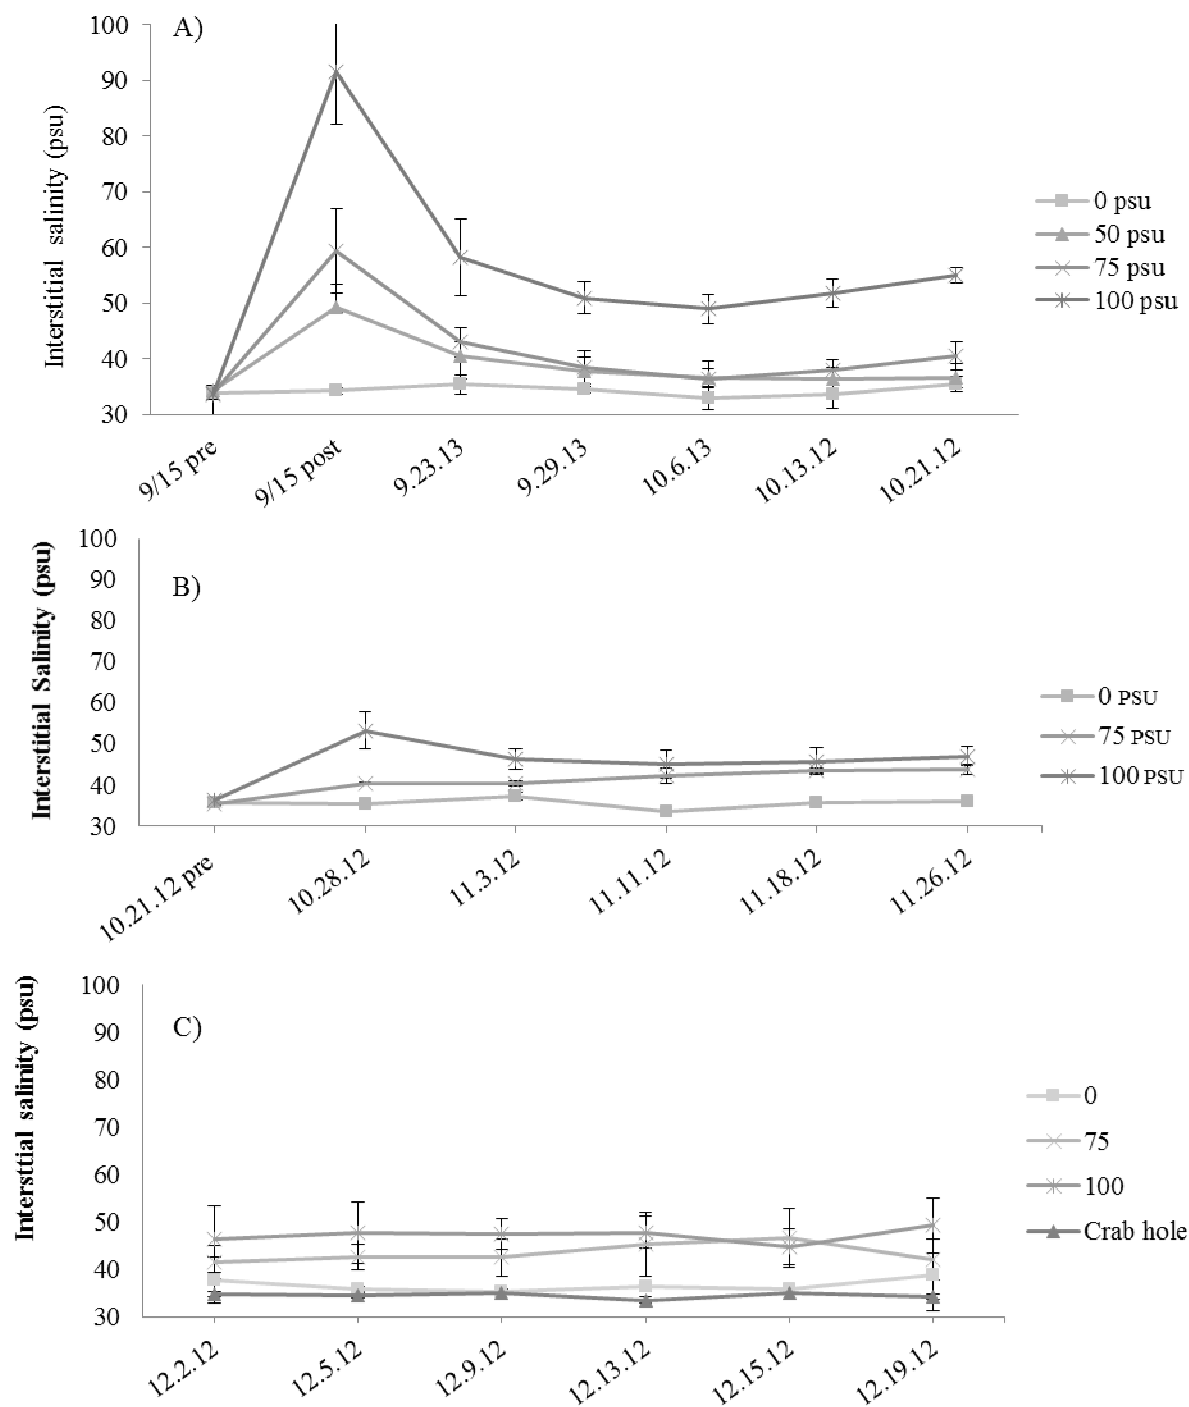 A)
Interstitial salinity (psu)
100
90
80
70
60
50
40
30
9/15 pre
9/15 post
9.23.13
9.29.13
10.6.13
10.13.12
10.21.12
0 psu
50 psu
75 psu
100 psu
B)
Interstitial Salinity (psu)
100
90
80
70
60
50
40
30
10.21.12 pre
10.28.12
11.3.12
11.11.12
11.18.12
11.26.12
0 PSU
75 PSU
100 PSU
C)
Intersttial salinity (psu)
100
90
80
70
60
50
40
30
12.2.12
12.5.12
12.9.12
12.13.12
12.15.12
12.19.12
0
75
100
Crab hole